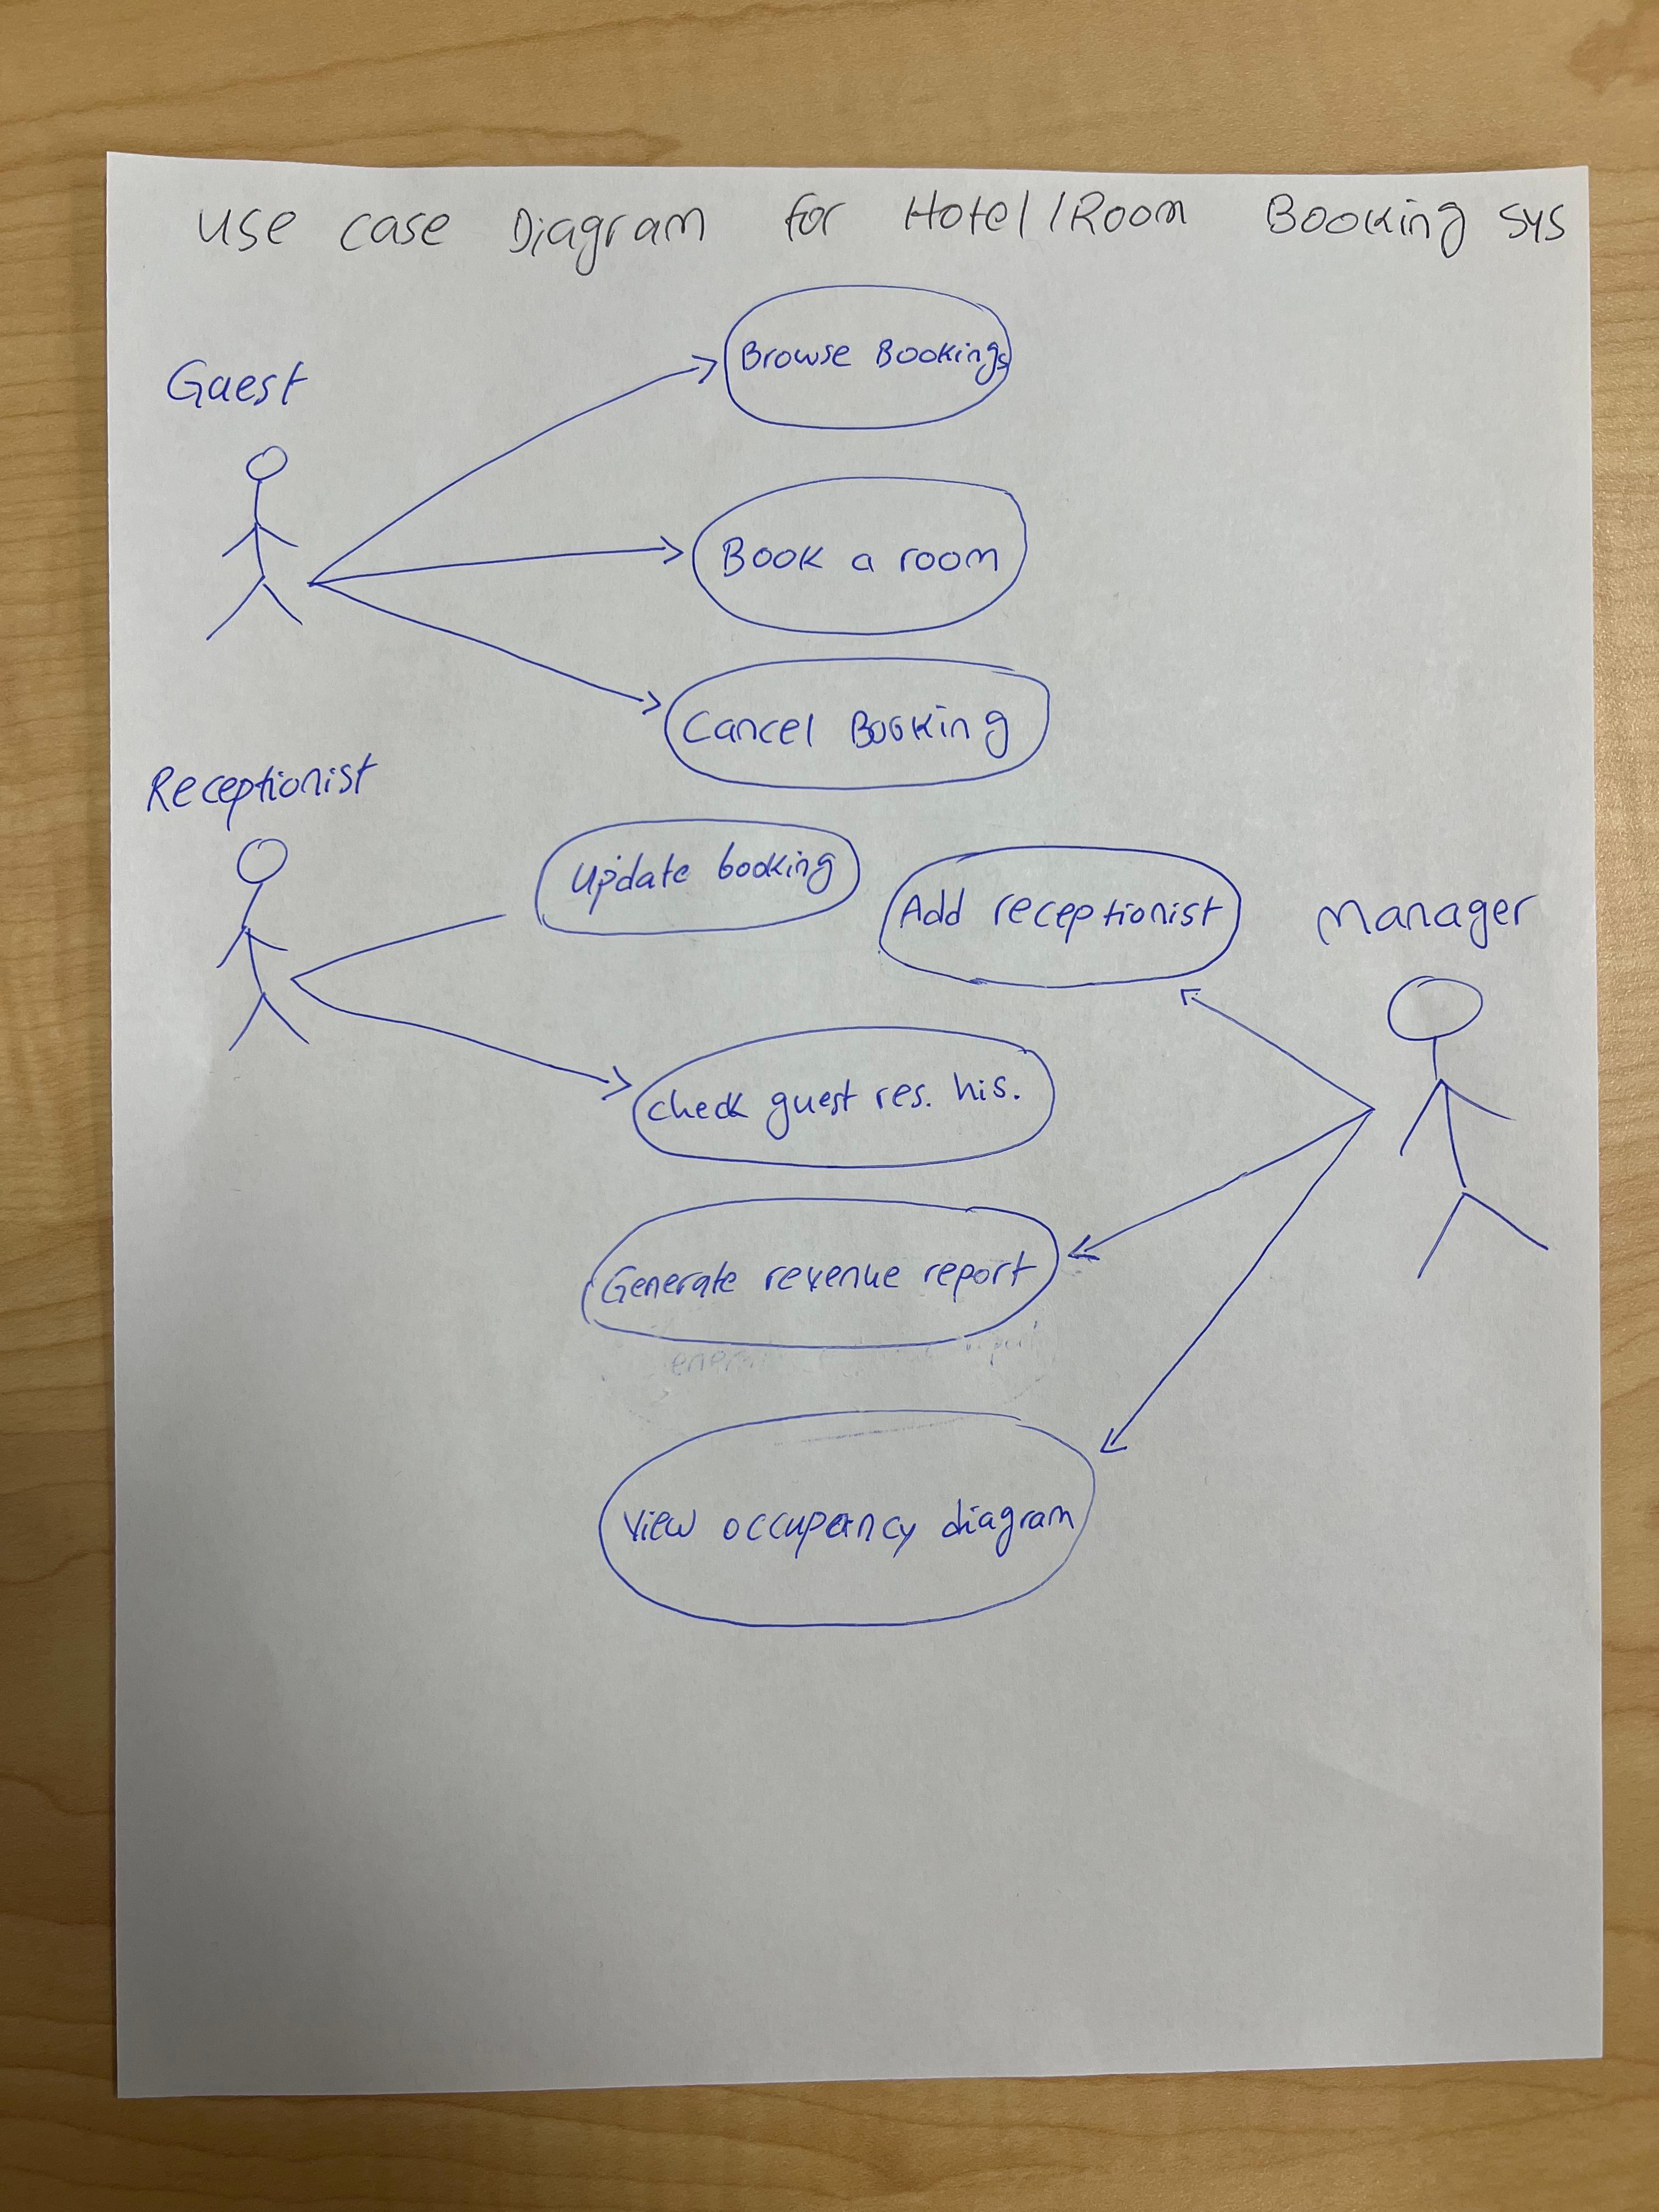 Use case Diagram for Hotel/Room Booking Sys
Guest
Browse Bookings
Book a room
Cancel Booking
Receptionist
Update booking
Add receptionist
Manager
check guest res. his.
Generate revenue report
View occupancy diagram